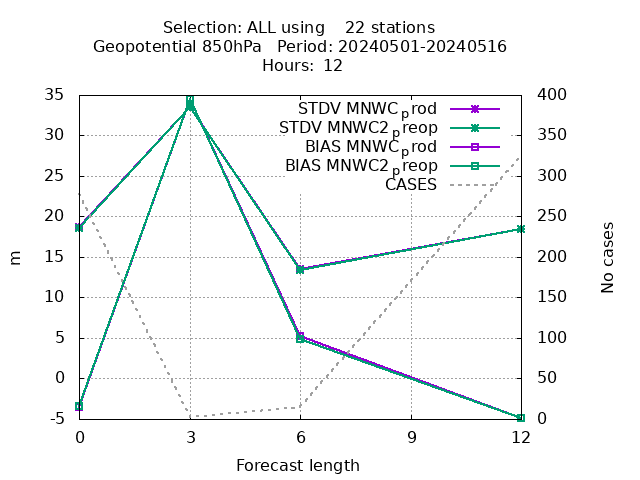 Selection: ALL using    22 stations
Geopotential 850hPa   Period: 20240501-20240516
Hours: 12
STDV MNWC_prod
STDV MNWC2_preop
BIAS MNWC_prod
BIAS MNWC2_preop
CASES
35
30
25
20
15
10
5
0
-5
m
400
350
300
250
200
150
100
50
0
No cases
0 3 6 9 12
Forecast length